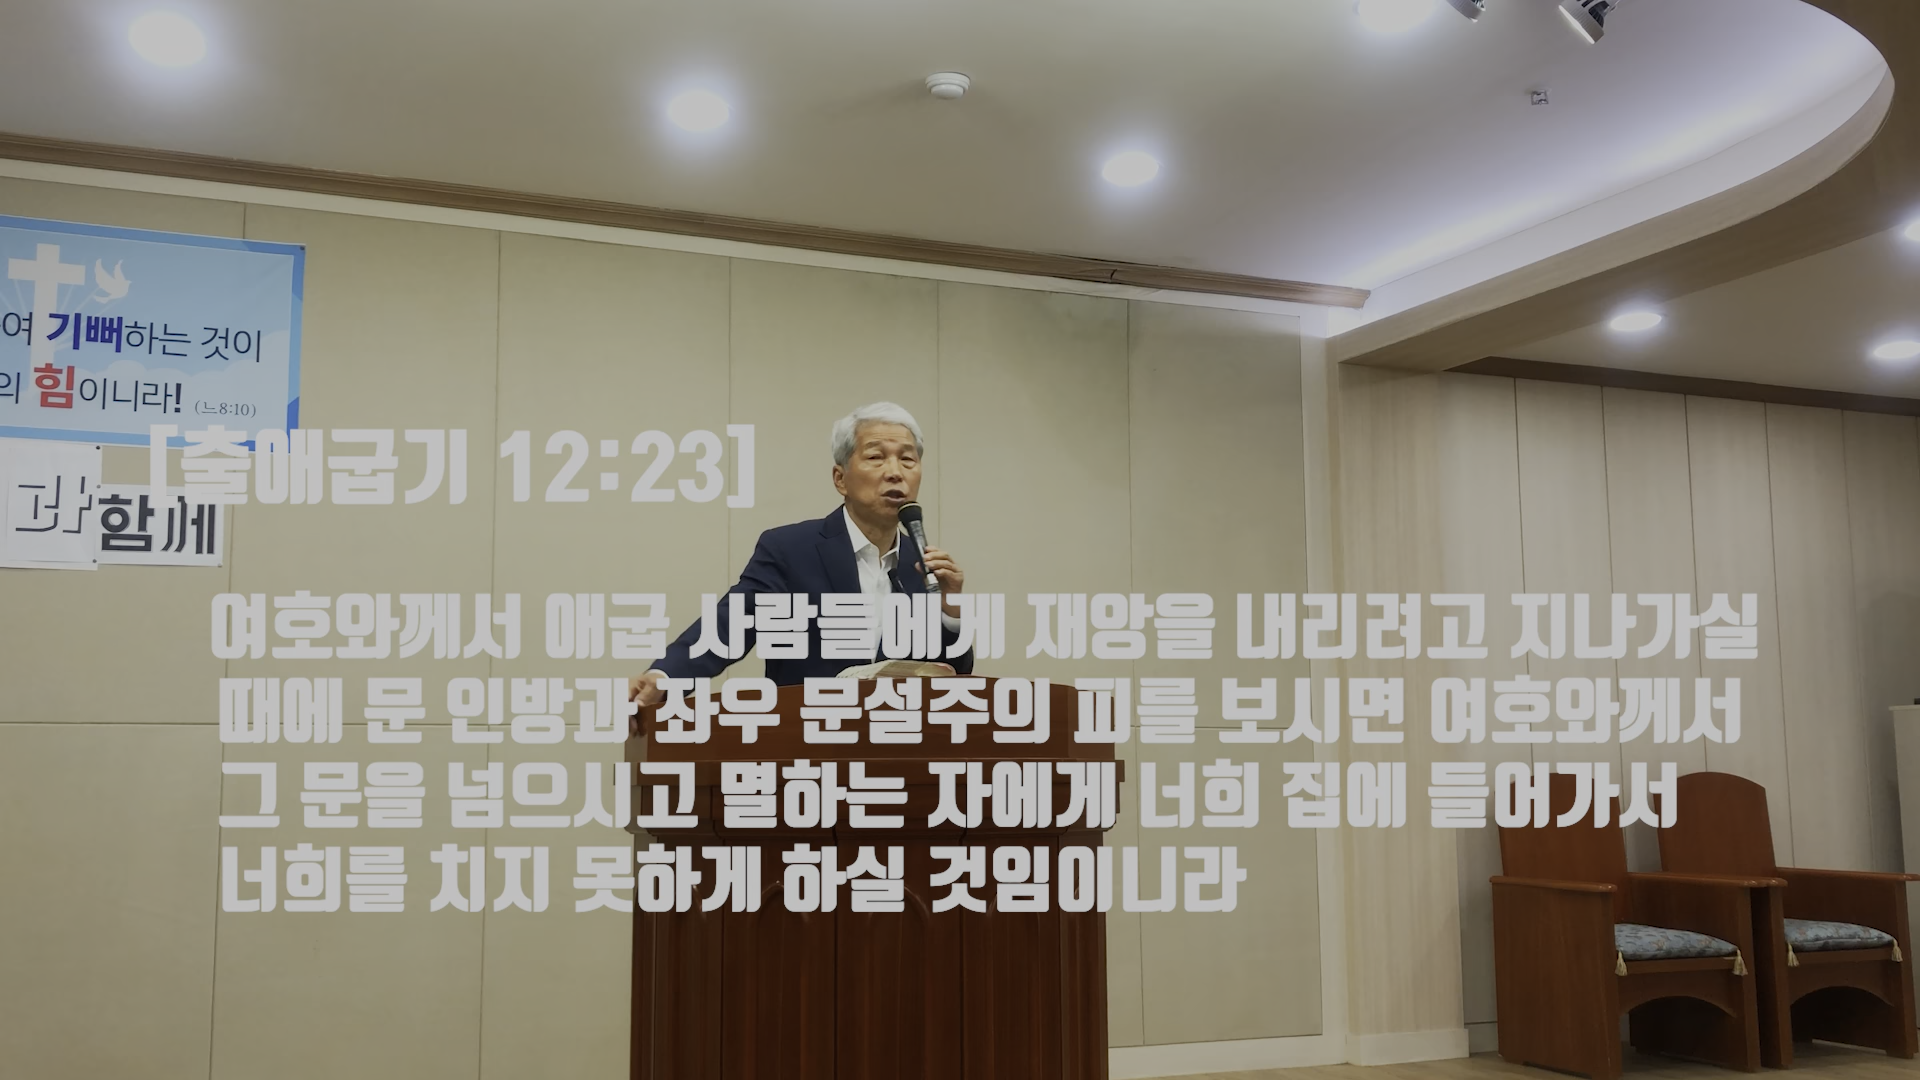 여 기뻐하는 것이
의 힘이니라! (느8:10)
함께
[출애굽기 12:23]
여호와께서 애굽 사람들에게 재앙을 내리려고 지나가실
때에 문 인방과 좌우 문설주의 피를 보시면 여호와께서
그 문을 넘으시고 멸하는 자에게 너희 집에 들어가서
너희를 치지 못하게 하실 것임이니라